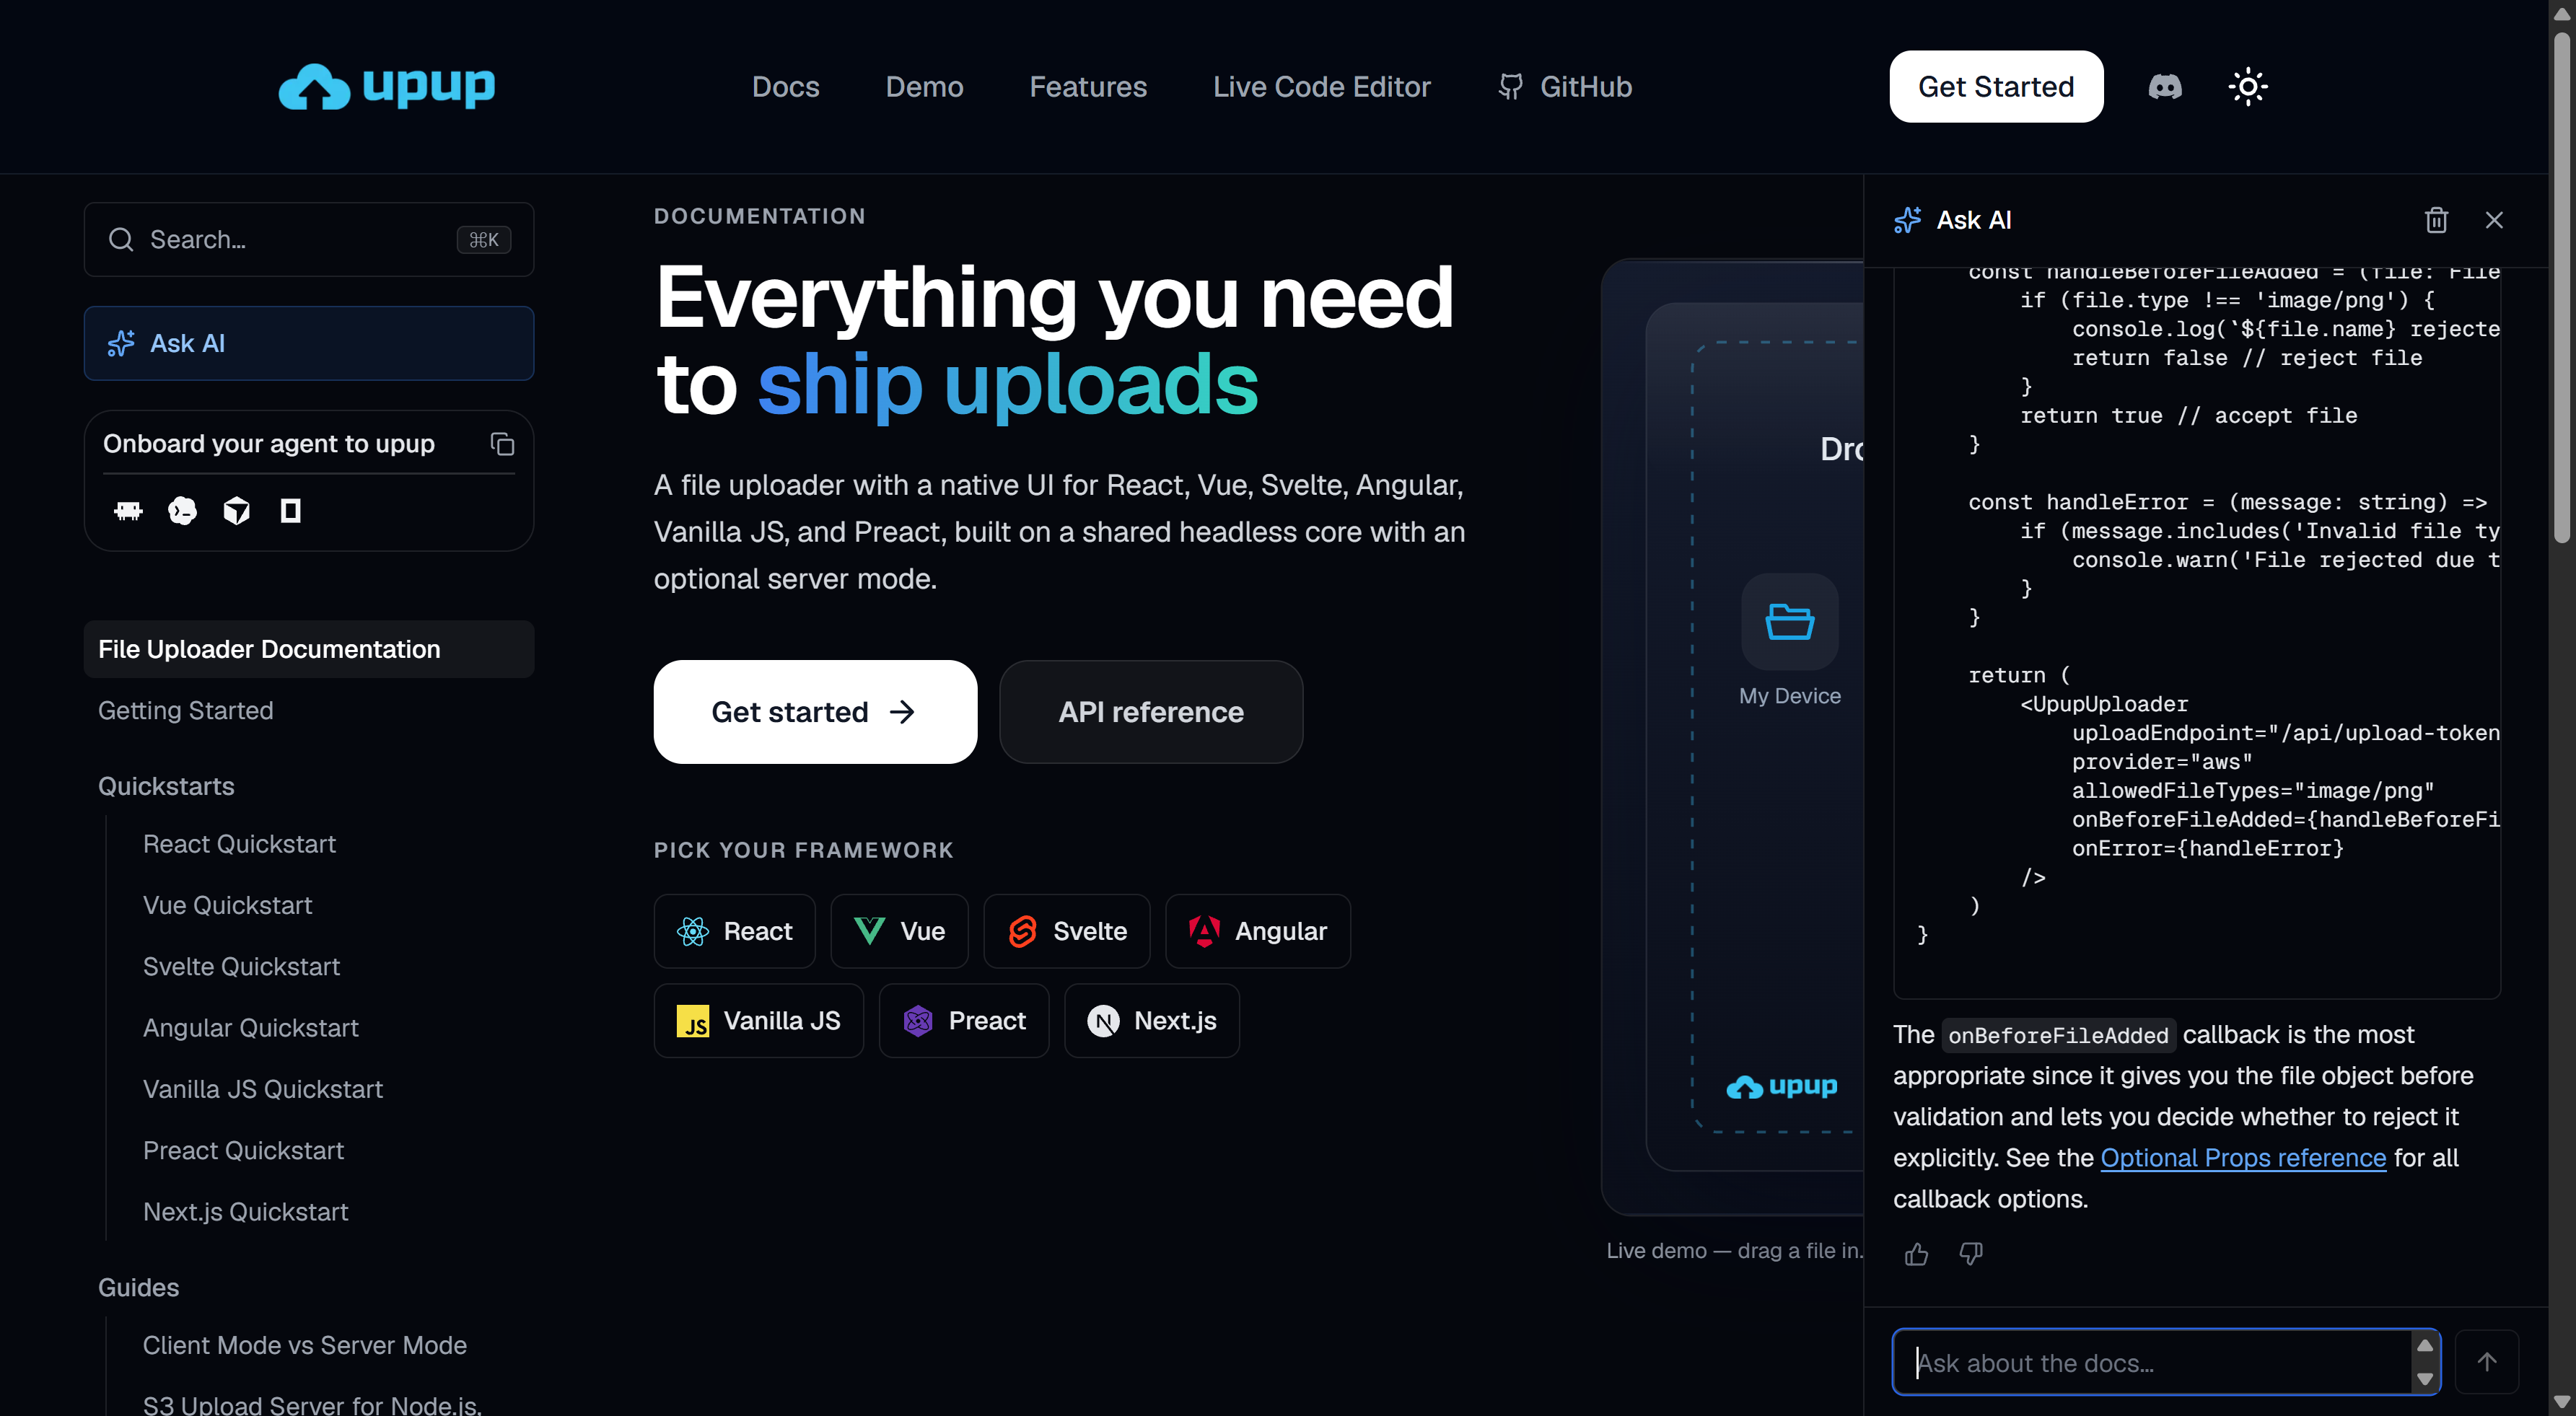 upup
Docs
Demo
Features
Live Code Editor
GitHub
Get Started
Search...
⌘K
Ask AI
Onboard your agent to upup
File Uploader Documentation
Getting Started
Quickstarts
React Quickstart
Vue Quickstart
Svelte Quickstart
Angular Quickstart
Vanilla JS Quickstart
Preact Quickstart
Next.js Quickstart
Guides
Client Mode vs Server Mode
S3 Upload Server for Node.js,
DOCUMENTATION
Everything you need
to ship uploads
A file uploader with a native UI for React, Vue, Svelte, Angular,
Vanilla JS, and Preact, built on a shared headless core with an
optional server mode.
Get started
API reference
PICK YOUR FRAMEWORK
React
Vue
Svelte
Angular
JS Vanilla JS
Preact
N Next.js
My Device
upup
Live demo — drag a file in.
Ask AI
const handleBeforeFileAdded = (file: File
if (file.type !== 'image/png') {
console.log(`${file.name} rejecte
return false // reject file
}
return true // accept file
}
const handleError = (message: string) =>
if (message.includes('Invalid file ty
console.warn('File rejected due t
}
}
return (
<UpupUploader
uploadEndpoint="/api/upload-token
provider="aws"
allowedFileTypes="image/png"
onBeforeFileAdded={handleBeforeFi
onError={handleError}
/>
)
}
The onBeforeFileAdded callback is the most
appropriate since it gives you the file object before
validation and lets you decide whether to reject it
explicitly. See the Optional Props reference for all
callback options.
Ask about the docs...